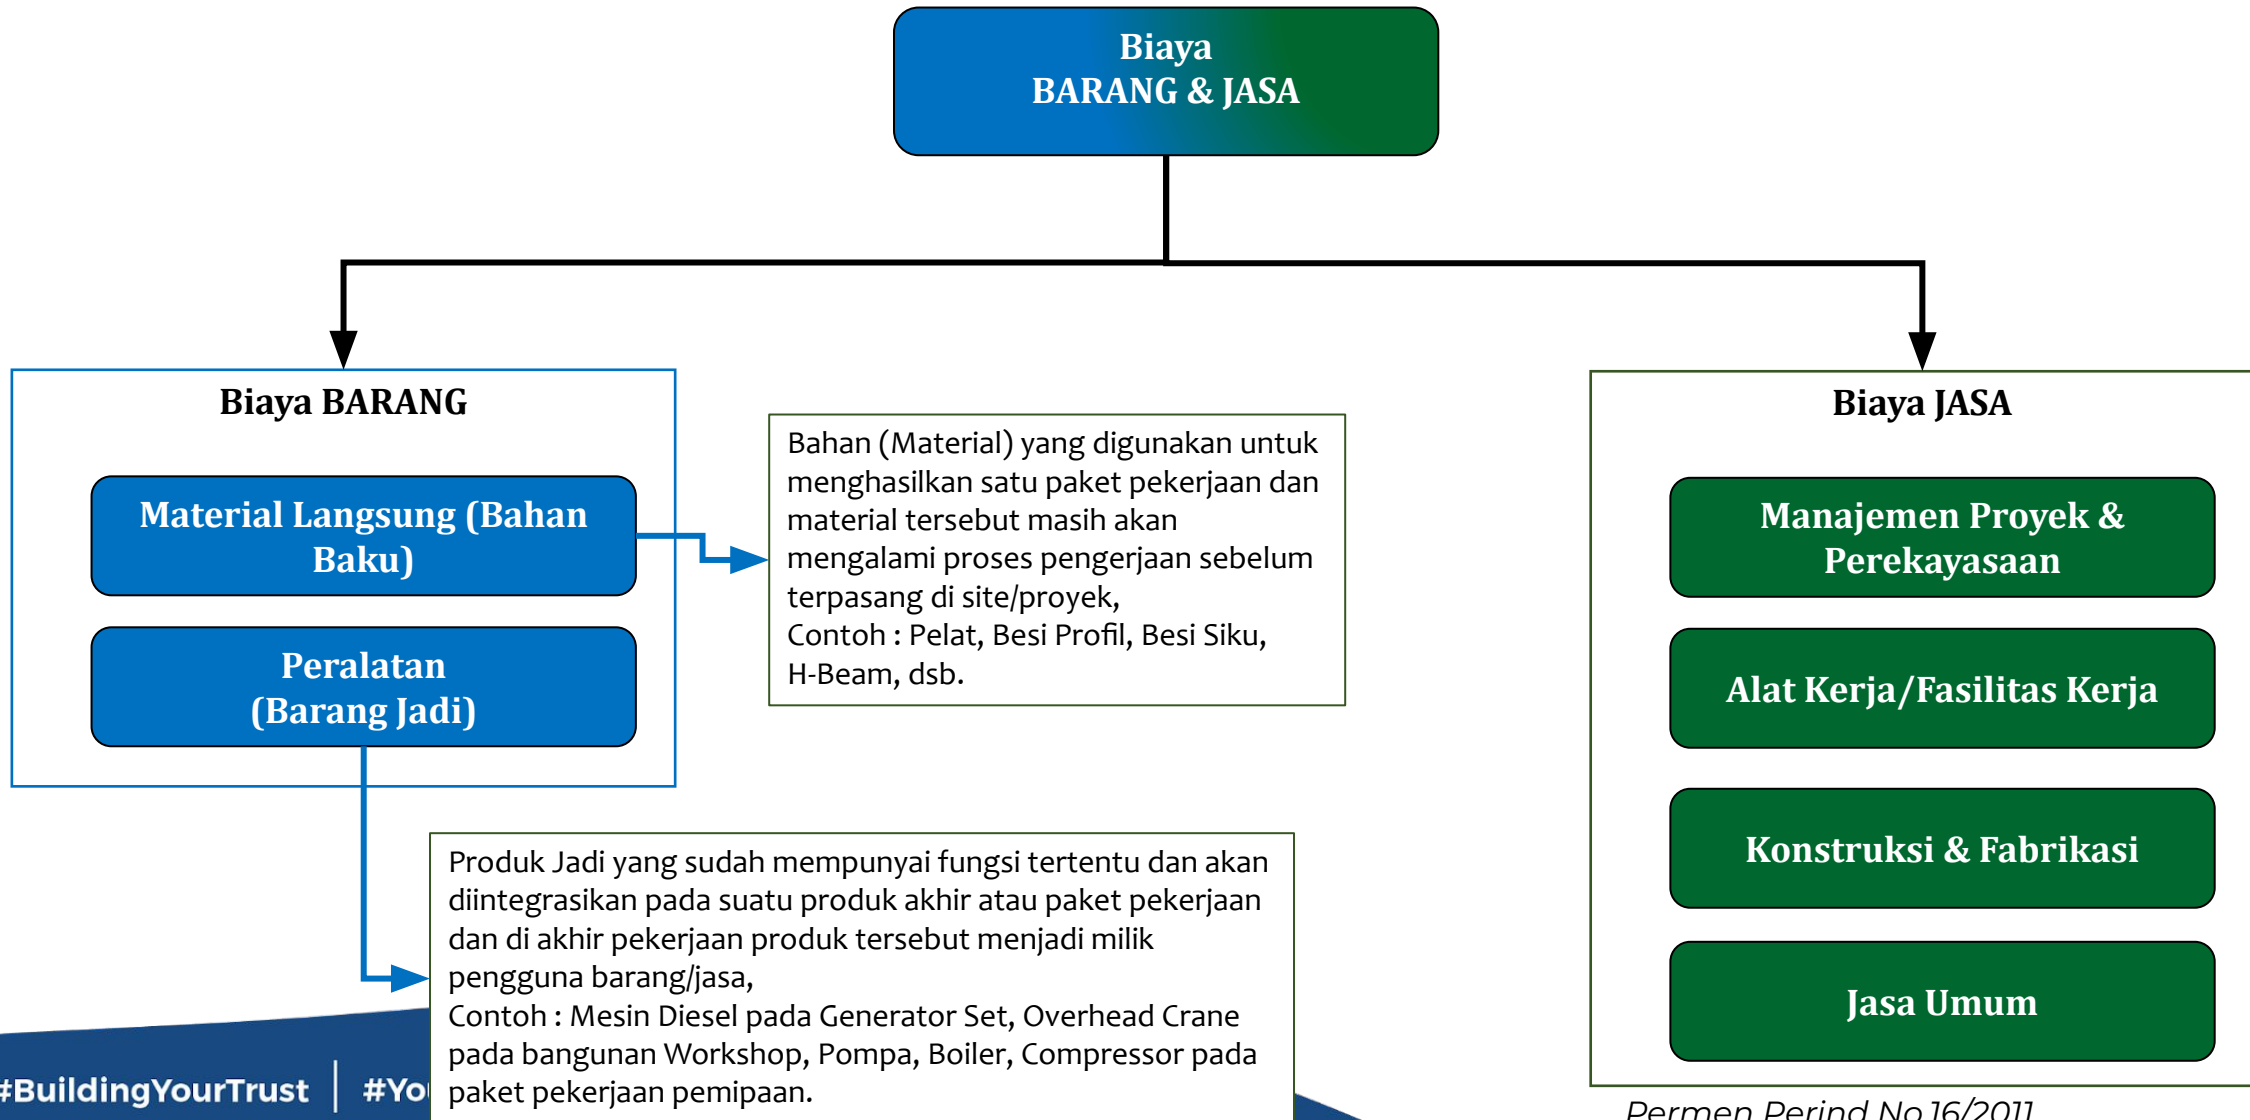 Biaya
BARANG & JASA
Biaya BARANG
Material Langsung (Bahan
Baku)
Peralatan
(Barang Jadi)
Bahan (Material) yang digunakan untuk
menghasilkan satu paket pekerjaan dan
material tersebut masih akan
mengalami proses pengerjaan sebelum
terpasang di site/proyek,
Contoh : Pelat, Besi Profil, Besi Siku,
H-Beam, dsb.
Produk Jadi yang sudah mempunyai fungsi tertentu dan akan
diintegrasikan pada suatu produk akhir atau paket pekerjaan
dan di akhir pekerjaan produk tersebut menjadi milik
pengguna barang/jasa,
Contoh : Mesin Diesel pada Generator Set, Overhead Crane
pada bangunan Workshop, Pompa, Boiler, Compressor pada
paket pekerjaan pemipaan.
Biaya JASA
Manajemen Proyek &
Perekayasaan
Alat Kerja/Fasilitas Kerja
Konstruksi & Fabrikasi
Jasa Umum
#BuildingYourTrust
Permen Perind No.16/2011